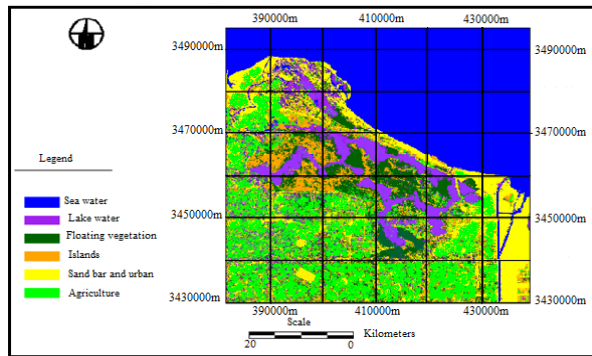 390000m 410000m 430000m
3490000m 3490000m
3470000m 3470000m
3450000m 3450000m
3430000m 3430000m
Legend
Sea water
Lake water
Floating vegetation
Islands
Sand bar and urban
Agriculture
390000m 410000m 430000m
Scale
20 0 Kilometers